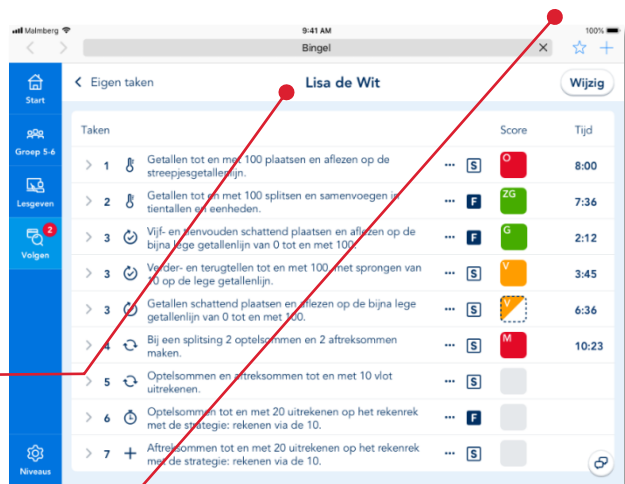 Malmberg 9:41 AM 100%
Bingel
Start
Groep 5-6
Lesgeven
2
Volgen
Niveaus
Eigen taken Lisa de Wit Wijzig
Taken Score Tijd
1 Getallen tot en met 100 plaatsen en aflezen op de
streepjesgetallenlijn. S O 8:00
2 Getallen tot en met 100 splitsen en samenvoegen in
tientallen en eenheden. F ZG 7:36
3 Vijf- en tienvouden schattend plaatsen en aflezen op de
bijna lege getallenlijn van 0 tot en met 100. F G 2:12
3 Verder- en terugtellen tot en met 100, met sprongen van
10 op de lege getallenlijn. S V 3:45
3 Getallen schattend plaatsen en aflezen op de bijna lege
getallenlijn van 0 tot en met 100. S V 6:36
4 Bij een splitsing 2 optelsommen en 2 aftreksommen
maken. S M 10:23
5 Optelsommen en aftreksommen tot en met 10 vlot
uitrekenen. S
6 Optelsommen tot en met 20 uitrekenen op het rekenrek
met de strategie: rekenen via de 10. F
7 Aftreksommen tot en met 20 uitrekenen op het rekenrek
met de strategie: rekenen via de 10. S